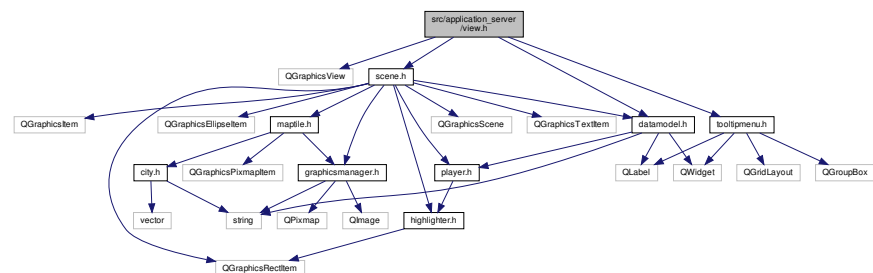 src/application_server
/view.h
QGraphicsView
scene.h
QGraphicsItem
QGraphicsEllipseItem
maptile.h
QGraphicsScene
QGraphicsTextItem
datamodel.h
tooltipmenu.h
city.h
QGraphicsPixmapItem
graphicsmanager.h
player.h
QLabel
QWidget
QGridLayout
QGroupBox
vector
string
QPixmap
QImage
highlighter.h
QGraphicsRectItem